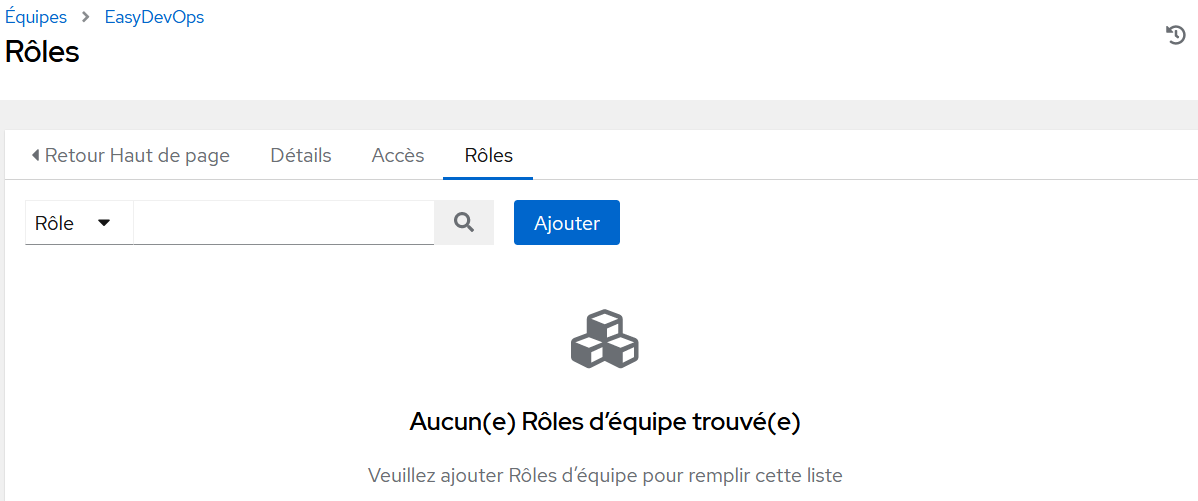 Équipes > EasyDevOps
Rôles
Retour Haut de page Détails Accès Rôles
Rôle Ajouter
Aucun(e) Rôles d’équipe trouvé(e)
Veuillez ajouter Rôles d’équipe pour remplir cette liste